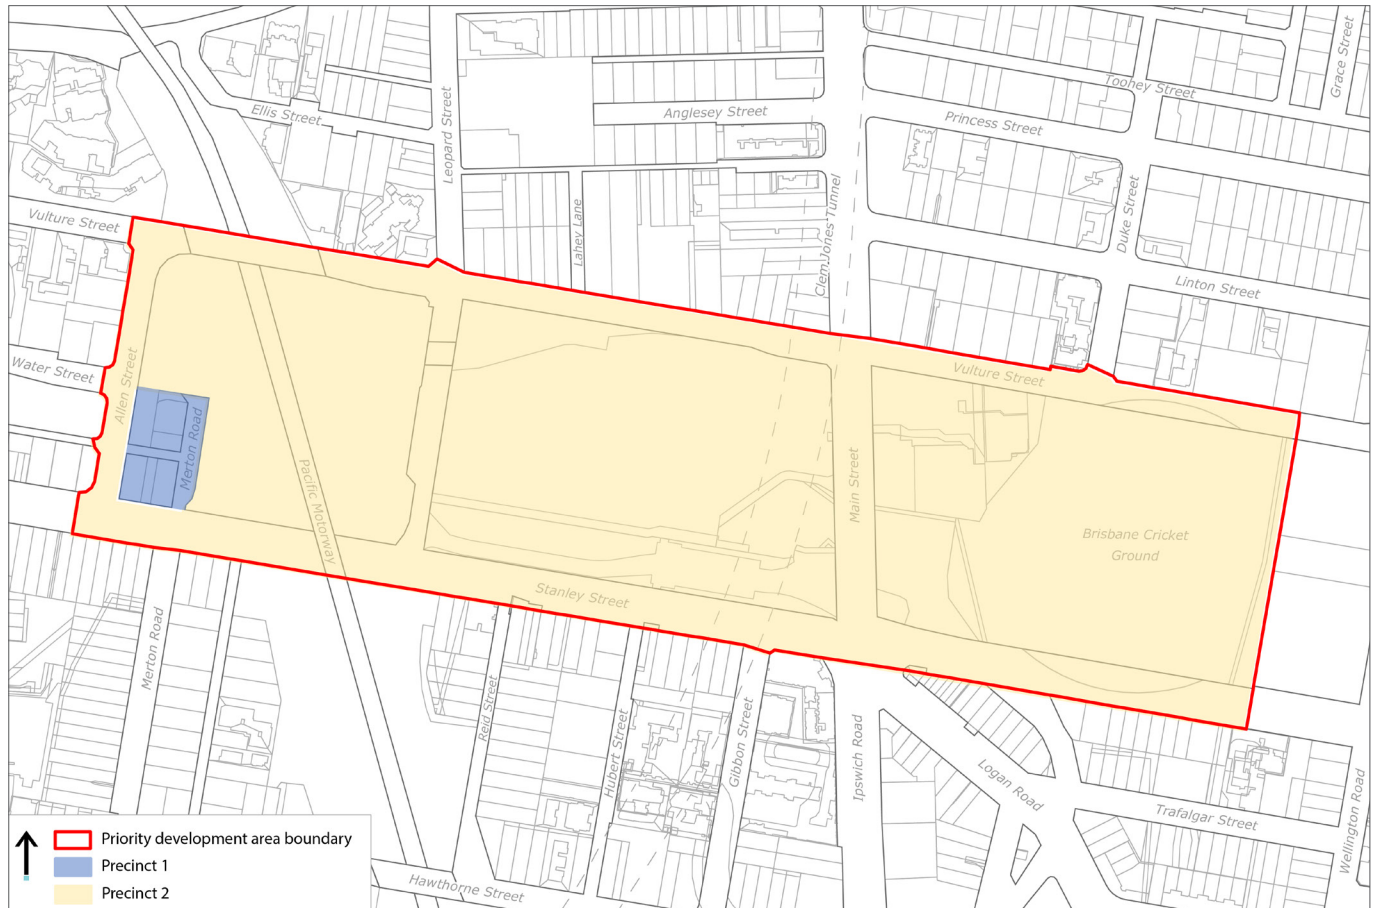 Grace Street
Toohey Street
Leopard Street
Ellis Street
Anglesey Street
Princess Street
Vulture Street
Lahey Lane
Clem Jones Tunnel
Duke Street
Linton Street
Water Street
Allen Street
Vulture Street
Merton Road
Pacific Motorway
Main Street
Brisbane Cricket
Ground
Stanley Street
Merton Road
Reid Street
Hubert Street
Gibbon Street
Ipswich Road
Logan Road
Trafalgar Street
Wellington Road
Hawthorne Street
Priority development area boundary
Precinct 1
Precinct 2